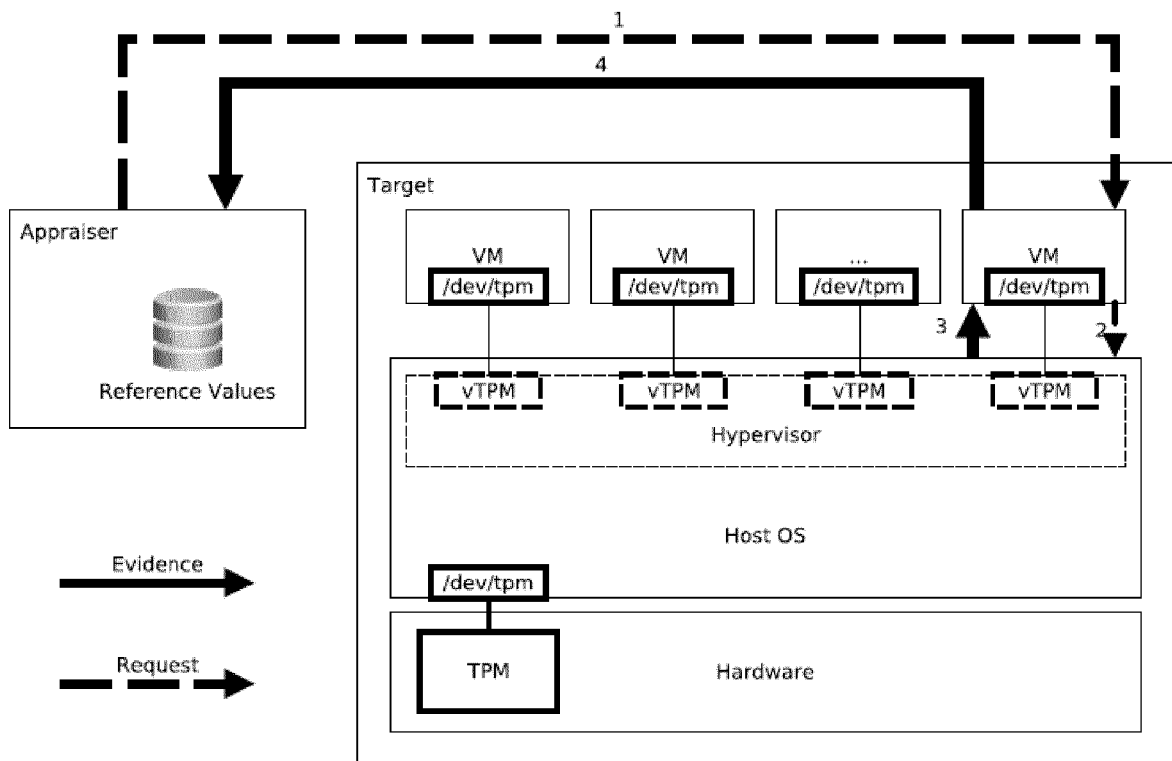 1
4
Target
Appraiser
VM
VM
...
VM
/dev/tpm
/dev/tpm
/dev/tpm
/dev/tpm
3
2
Reference Values
vTPM
vTPM
vTPM
vTPM
Hypervisor
Host OS
Evidence
/dev/tpm
Request
TPM
Hardware